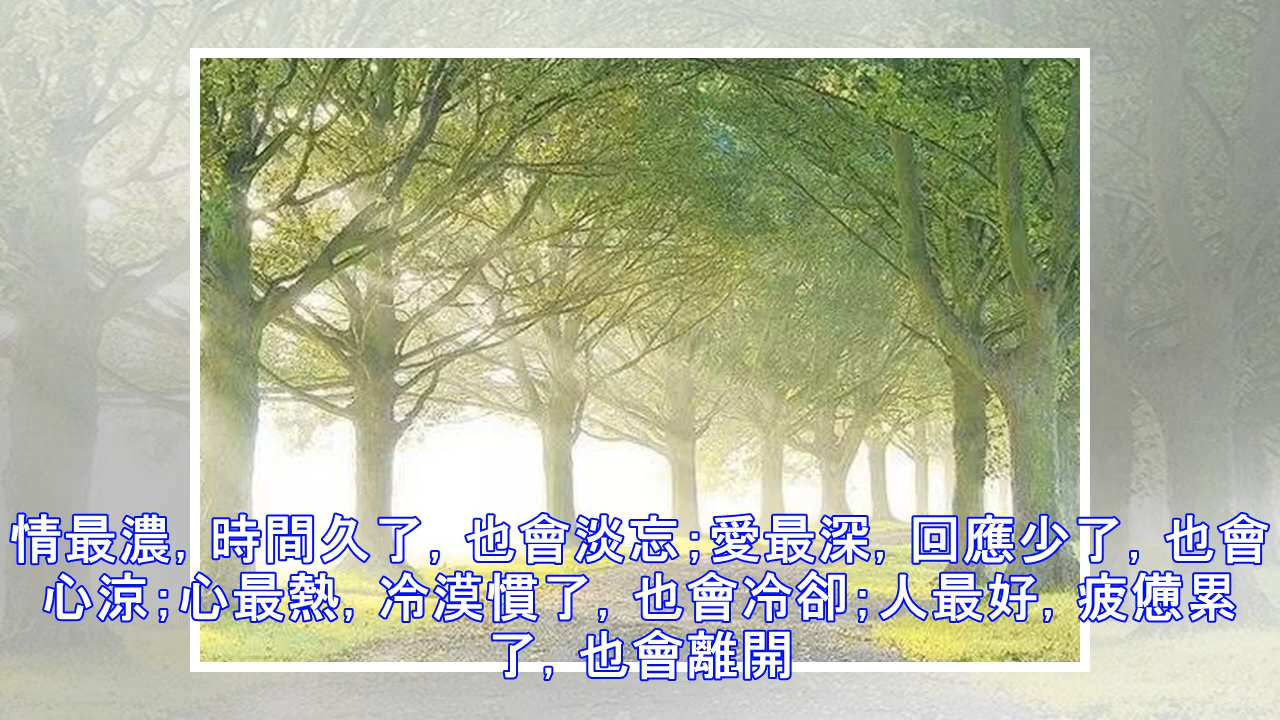 情最濃,時間久了,也會淡忘;愛最深,回應少了,也會
心涼;心最熱,冷漠慣了,也會冷卻;人最好,疲憊累
了,也會離開